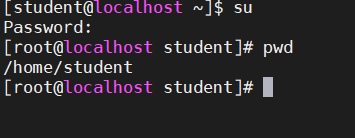 [student@localhost ~]$ su
Password:
[root@localhost student]# pwd
/home/student
[root@localhost student]#